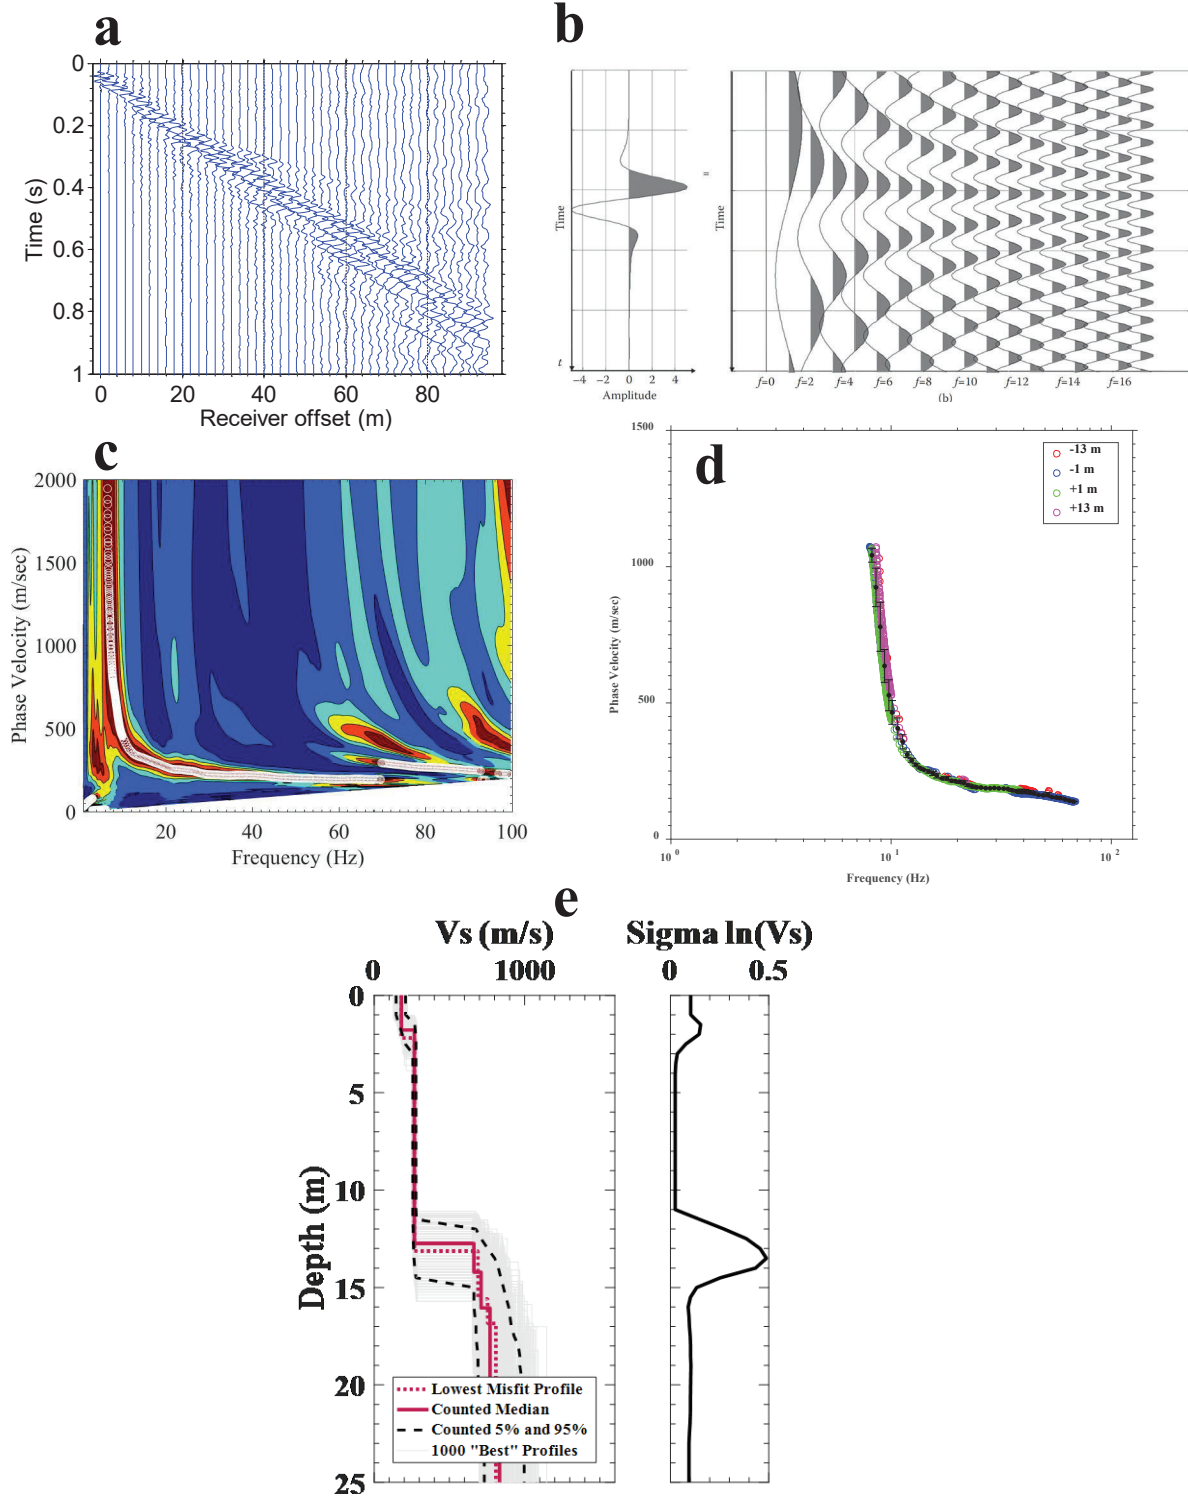 a
0
0.2
0.4
0.6
0.8
1
Time (s)
0 20 40 60 80
Receiver offset (m)
b
Time
t
-4 -2 0 2 4
Amplitude
=
Time
f=0 f=2 f=4 f=6 f=8 f=10 f=12 f=14 f=16
(b)
c
2000
1500
1000
500
0
Phase Velocity (m/sec)
20 40 60 80 100
Frequency (Hz)
d
1500
1000
500
0
Phase Velocity (m/sec)
-13 m
-1 m
+1 m
+13 m
10 0 10 1 10 2
Frequency (Hz)
e
Vs (m/s) Sigma ln(Vs)
0 1000 0 0.5
0
5
10
15
20
25
Depth (m)
Lowest Misfit Profile
Counted Median
Counted 5% and 95%
1000 "Best" Profiles